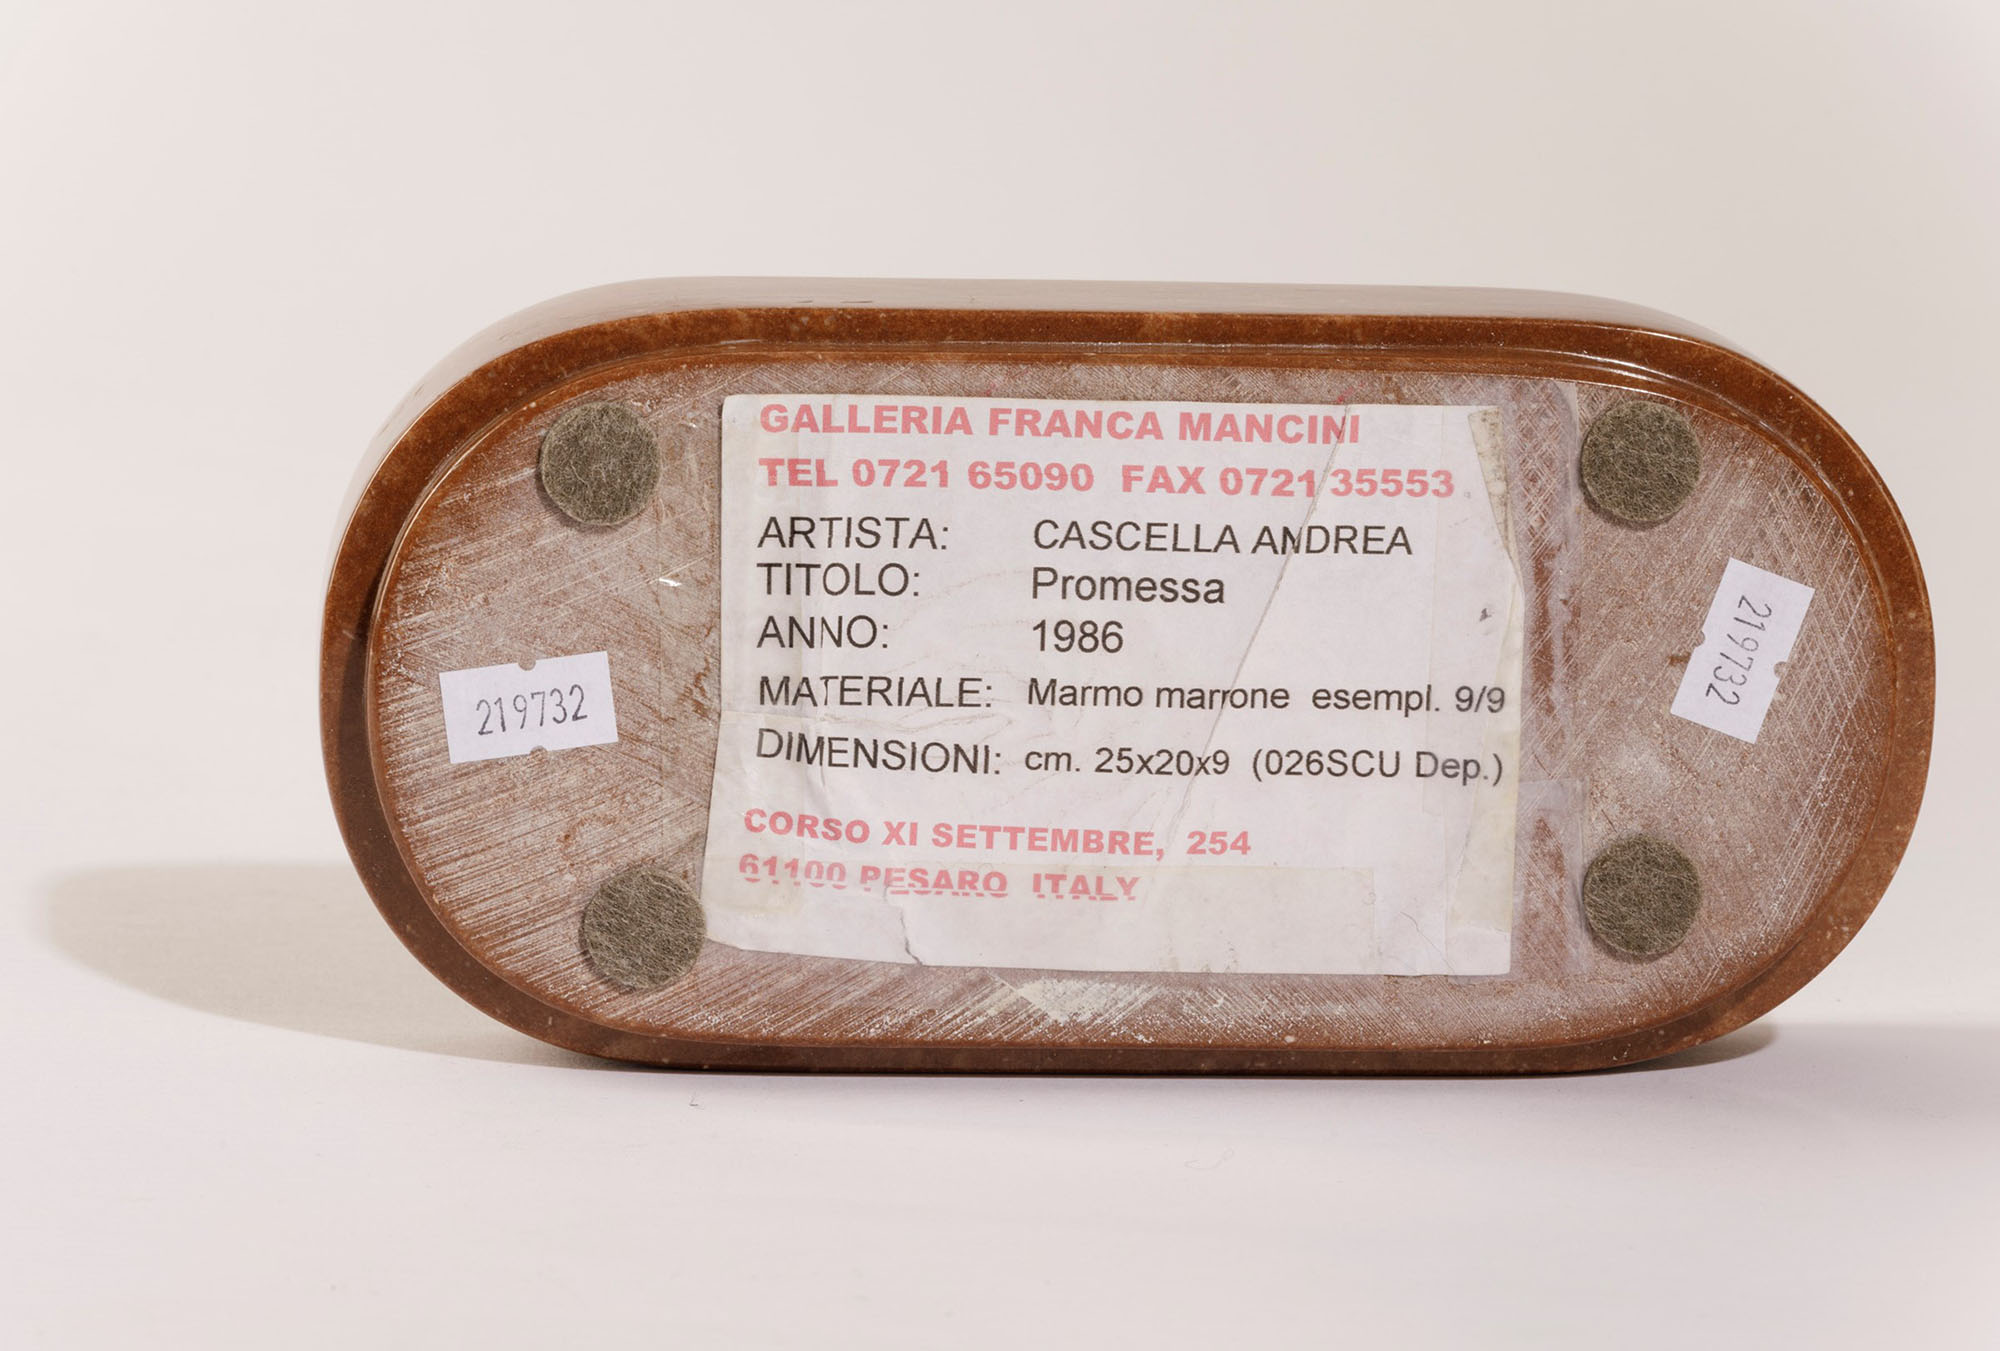 GALLERIA FRANCA MANCINI
TEL 0721 65090 FAX 0721 35553
ARTISTA: CASCELLA ANDREA
TITOLO: Promessa
ANNO: 1986
MATERIALE: Marmo marrone esempl. 9/9
DIMENSIONI: cm. 25x20x9 (026SCU Dep.)
CORSO XI SETTEMBRE, 254
61100 PESARO ITALY
219732
219732